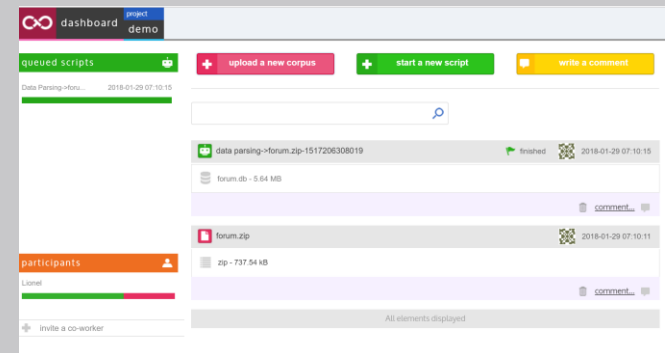 dashboard
project
demo
queued scripts
Data Parsing->foru... 2018-01-29 07:10:15
participants
Lionel
invite a co-worker
upload a new corpus
start a new script
write a comment
data parsing->forum.zip-1517206308019 finished 2018-01-29 07:10:15
forum.db - 5.64 MB
comment...
forum.zip 2018-01-29 07:10:11
zip - 737.54 kB
comment...
All elements displayed